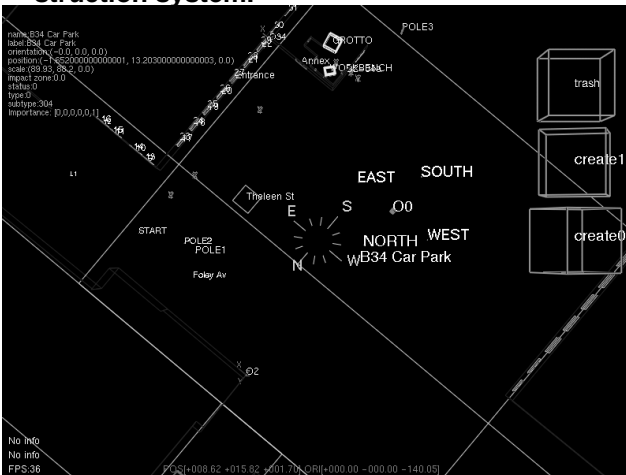 struction System.
name:B34 Car Park
label:B34 Car Park
orientation:(-0.0, 0.0, 0.0)
position:(-1.652000000000001, 13.203000000000003, 0.0)
scale:(89.93, 88.2, 0.0)
impact zone:0.0
status:0
type:0
subtype:304
Importance: [0,0,0,0,0,1]
POLE3
GROTTO
Annex
Entrance
trash
create1
create0
L1
EAST
SOUTH
Theleen St
E
S
O0
START
POLE2
POLE1
NORTH
WEST
N
W
B34 Car Park
Foley Av
X
O2
No info
No info
FPS:36
POS[+008.62 +015.82 +001.70] ORI[+000.00 -000.00 -140.05]